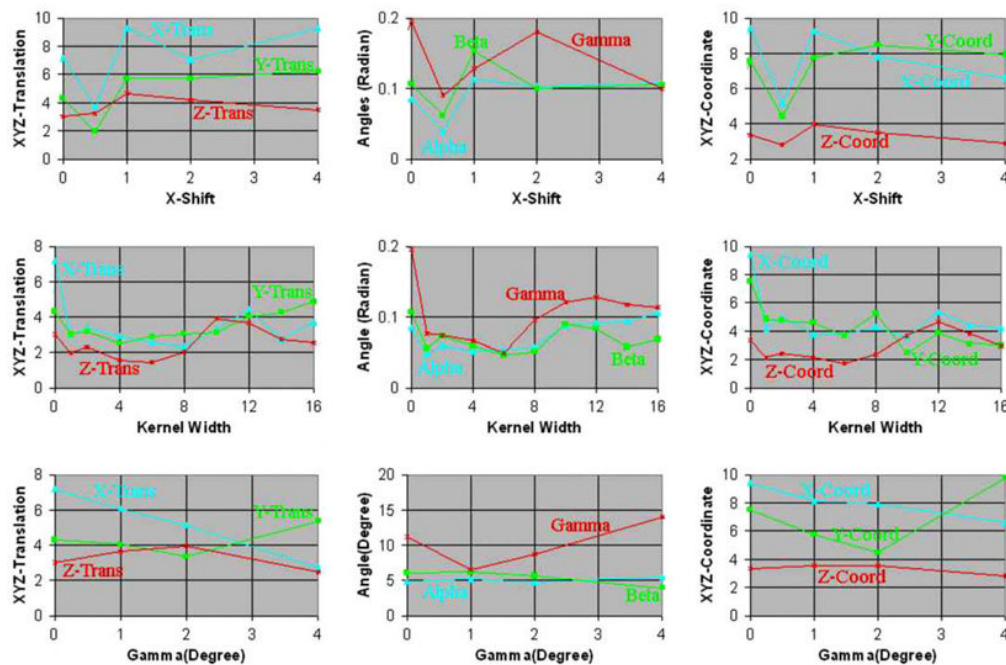 XYZ-Translation
10
8
6
4
2
0
X-Trans
Y-Trans
Z-Trans
0 1 2 3 4
X-Shift
Angles (Radian)
0.2
0.1
0
Beta
Gamma
Alpha
0 1 2 3 4
X-Shift
XYZ-Coordinate
10
8
6
4
2
Y-Coord
X-Coord
Z-Coord
0 1 2 3 4
X-Shift
XYZ-Translation
8
6
4
2
0
X-Trans
Y-Trans
Z-Trans
0 4 8 12 16
Kernel Width
Angle (Radian)
0.2
0.1
0
Gamma
Alpha
Beta
0 4 8 12 16
Kernel Width
XYZ-Coordinate
10
8
6
4
2
0
X-Coord
Z-Coord
Y-Coord
0 4 8 12 16
Kernel Width
XYZ-Translation
8
6
4
2
0
X-Trans
Y-Trans
Z-Trans
0 1 2 3 4
Gamma(Degree)
Angle(Degree)
20
15
10
5
0
Gamma
Alpha
Beta
0 1 2 3 4
Gamma(Degree)
XYZ-Coordinate
10
8
6
4
2
0
X-Coord
Y-Coord
Z-Coord
0 1 2 3 4
Gamma(Degree)